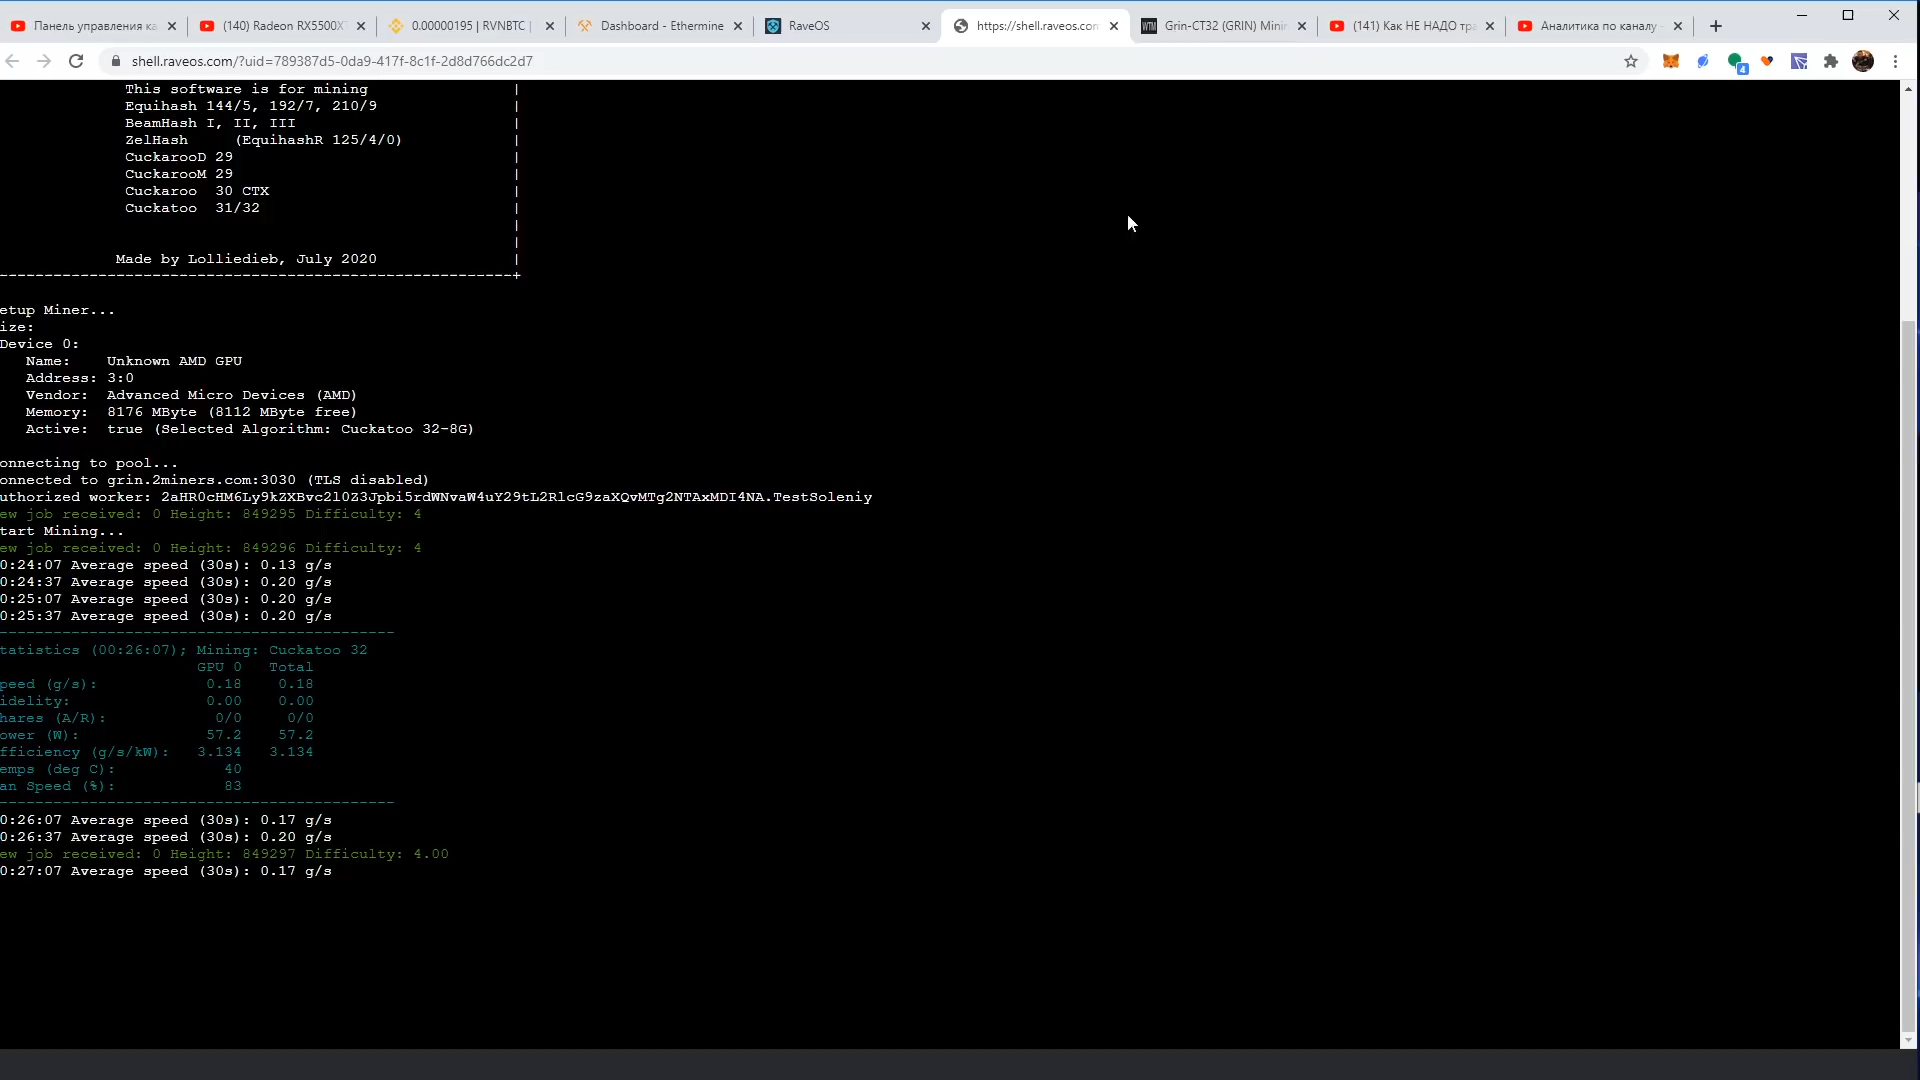 Панель управления ка
(140) Radeon RX5500X
0.00000195 | RVNBTC |
Dashboard - Ethermine
RaveOS
https://shell.raveos.con
Grin-CT32 (GRIN) Minin
(141) Как НЕ НАДО тра
Аналитика по каналу
shell.raveos.com/?uid=789387d5-0da9-417f-8c1f-2d8d766dc2d7
4
This software is for mining |
Equihash 144/5, 192/7, 210/9 |
BeamHash I, II, III |
ZelHash (EquihashR 125/4/0) |
CuckarooD 29 |
CuckarooM 29 |
Cuckaroo 30 CTX |
Cuckatoo 31/32 |
|
|
Made by Lolliedieb, July 2020 |
----------------------------------------------------------+
etup Miner...
ize:
Device 0:
Name: Unknown AMD GPU
Address: 3:0
Vendor: Advanced Micro Devices (AMD)
Memory: 8176 MByte (8112 MByte free)
Active: true (Selected Algorithm: Cuckatoo 32-8G)
onnecting to pool...
onnected to grin.2miners.com:3030 (TLS disabled)
uthorized worker: 2aHR0cHM6Ly9kZXBvc2l0Z3Jpbi5rdWNvaW4uY29tL2RlcG9zaXQvMTg2NTAxMDI4NA.TestSoleniy
ew job received: 0 Height: 849295 Difficulty: 4
tart Mining...
ew job received: 0 Height: 849296 Difficulty: 4
0:24:07 Average speed (30s): 0.13 g/s
0:24:37 Average speed (30s): 0.20 g/s
0:25:07 Average speed (30s): 0.20 g/s
0:25:37 Average speed (30s): 0.20 g/s
--------------------------------------------
tatistics (00:26:07); Mining: Cuckatoo 32
GPU 0 Total
peed (g/s): 0.18 0.18
idelity: 0.00 0.00
hares (A/R): 0/0 0/0
ower (W): 57.2 57.2
fficiency (g/s/kW): 3.134 3.134
emps (deg C): 40
an Speed (%): 83
--------------------------------------------
0:26:07 Average speed (30s): 0.17 g/s
0:26:37 Average speed (30s): 0.20 g/s
ew job received: 0 Height: 849297 Difficulty: 4.00
0:27:07 Average speed (30s): 0.17 g/s